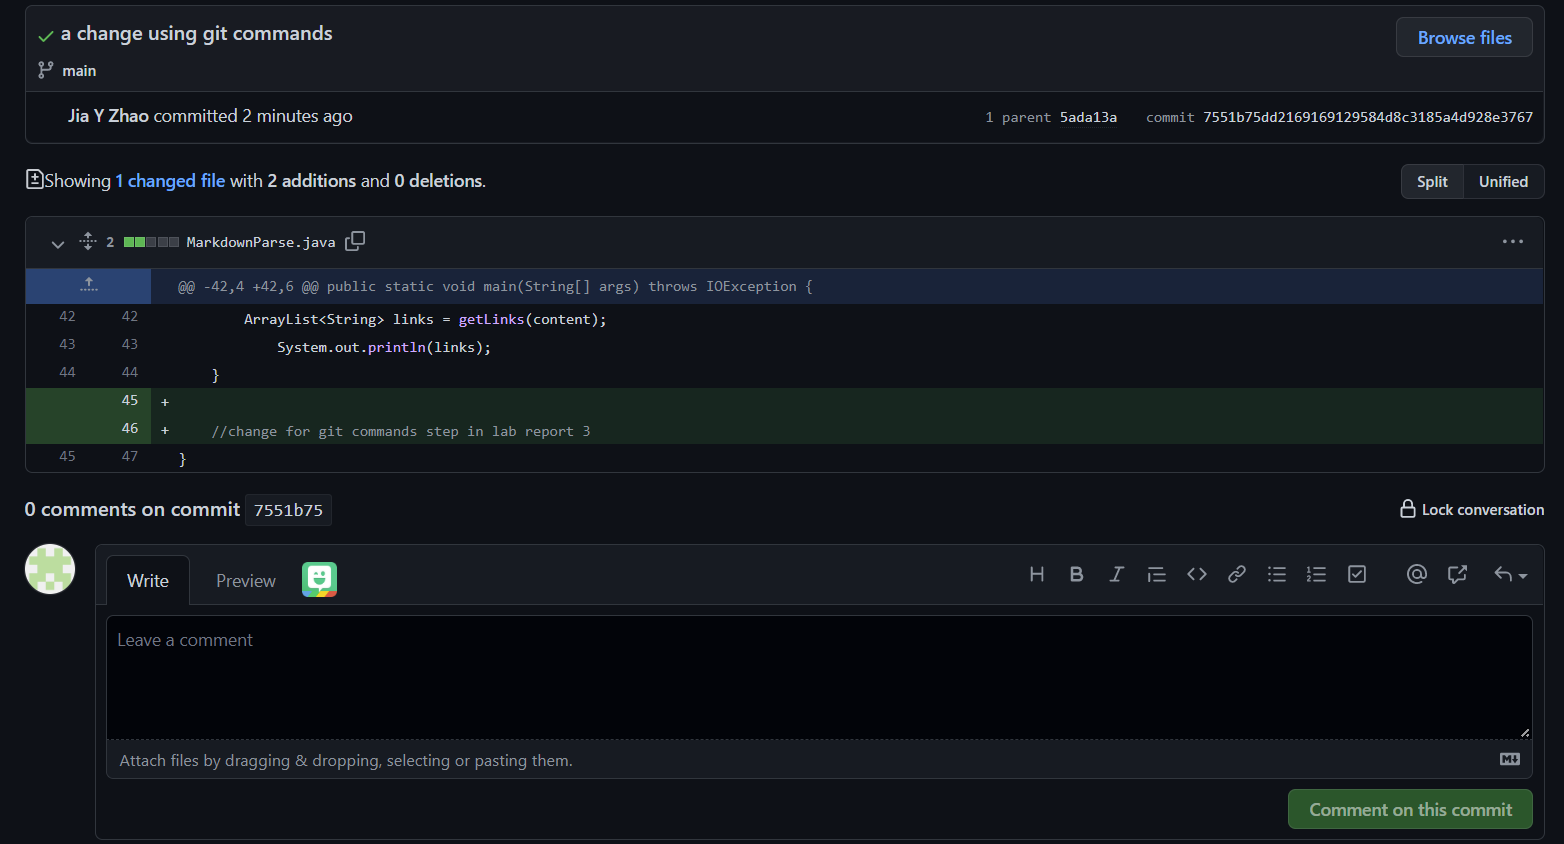 a change using git commands
Browse files
main
Jia Y Zhao committed 2 minutes ago
1 parent 5ada13a commit 7551b75dd2169169129584d8c3185a4d928e3767
Showing 1 changed file with 2 additions and 0 deletions.
Split Unified
2 MarkdownParse.java
@@ -42,4 +42,6 @@ public static void main(String[] args) throws IOException {
42 42 ArrayList<String> links = getLinks(content);
43 43 System.out.println(links);
44 44 }
45 +
46 + //change for git commands step in lab report 3
45 47 }
0 comments on commit 7551b75
Lock conversation
Write Preview
Leave a comment
Attach files by dragging & dropping, selecting or pasting them.
Comment on this commit